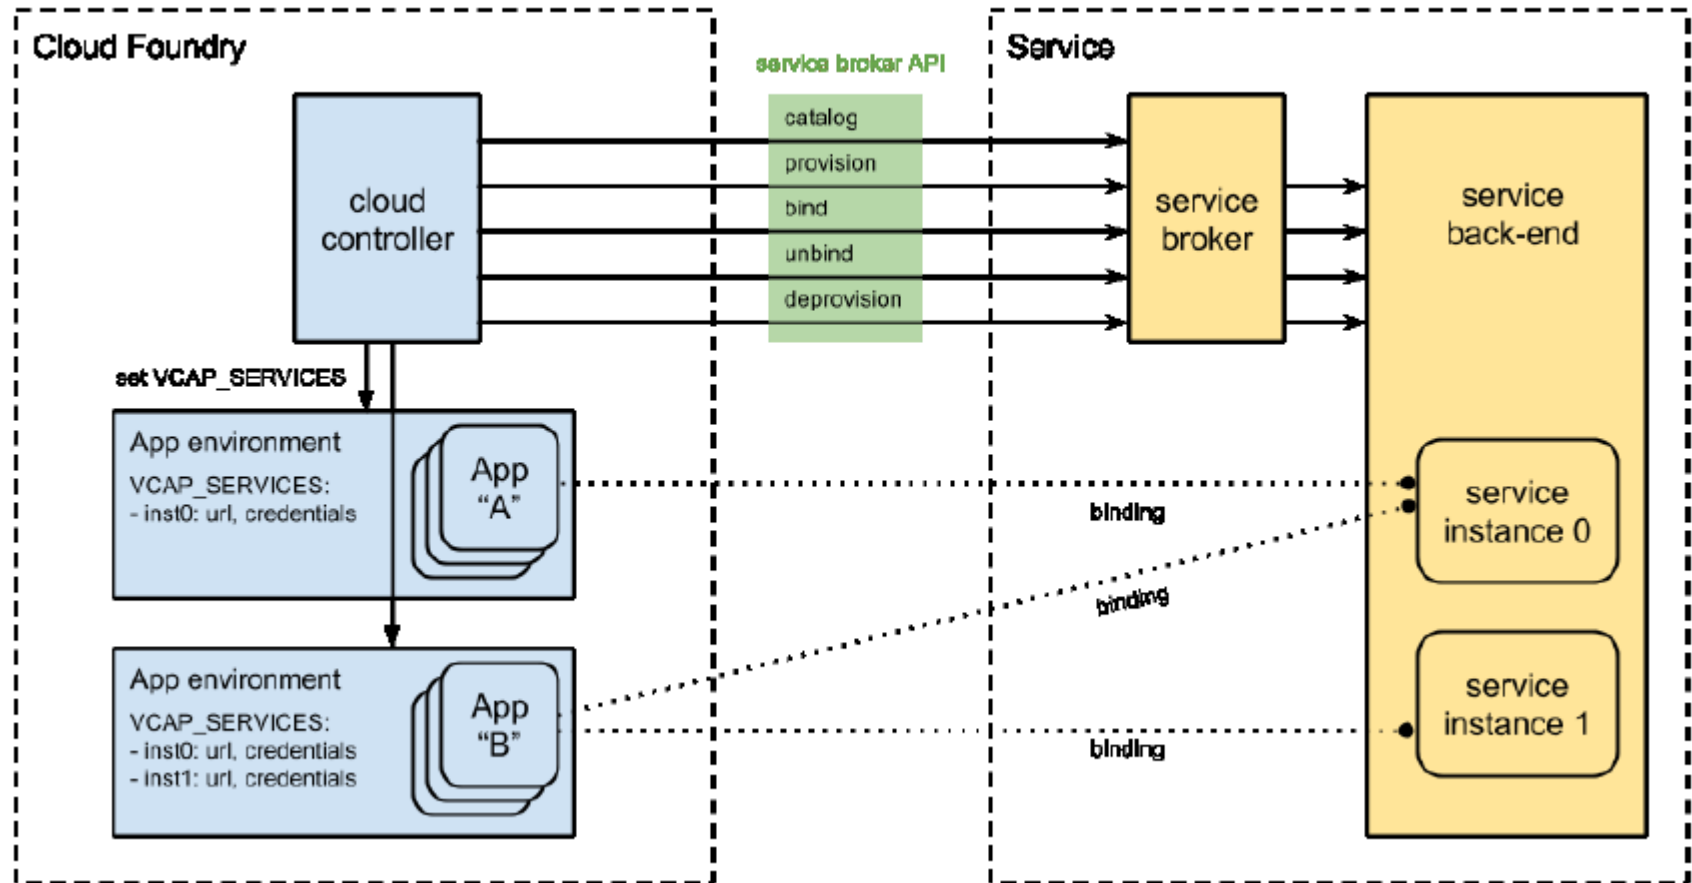 Cloud Foundry
service broker API
Service
cloud
controller
catalog
provision
bind
unbind
deprovision
service
broker
service
back-end
set VCAP_SERVICES
App environment
VCAP_SERVICES:
- inst0: url, credentials
App
“A”
binding
service
instance 0
binding
App environment
VCAP_SERVICES:
- inst0: url, credentials
- inst1: url, credentials
App
“B”
binding
service
instance 1